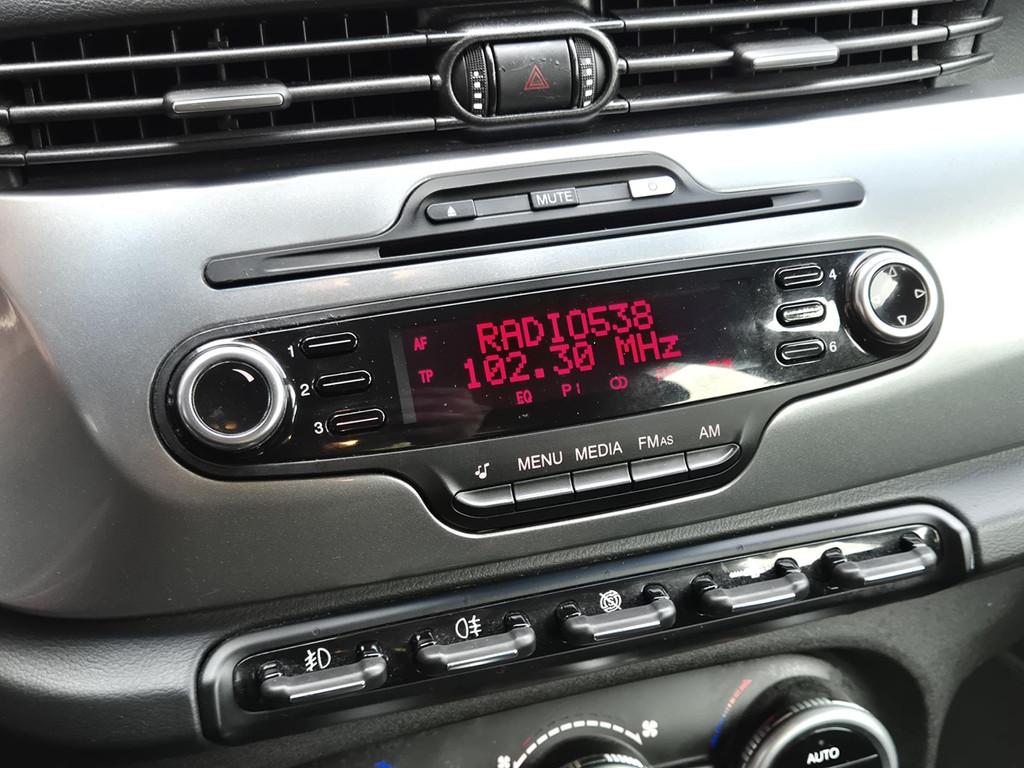 MUTE
1
2
3
AF
RADIO538
TP
102.30 MHz
EQ
PI
4
6
MENU
MEDIA
FMAS
AM
AUTO